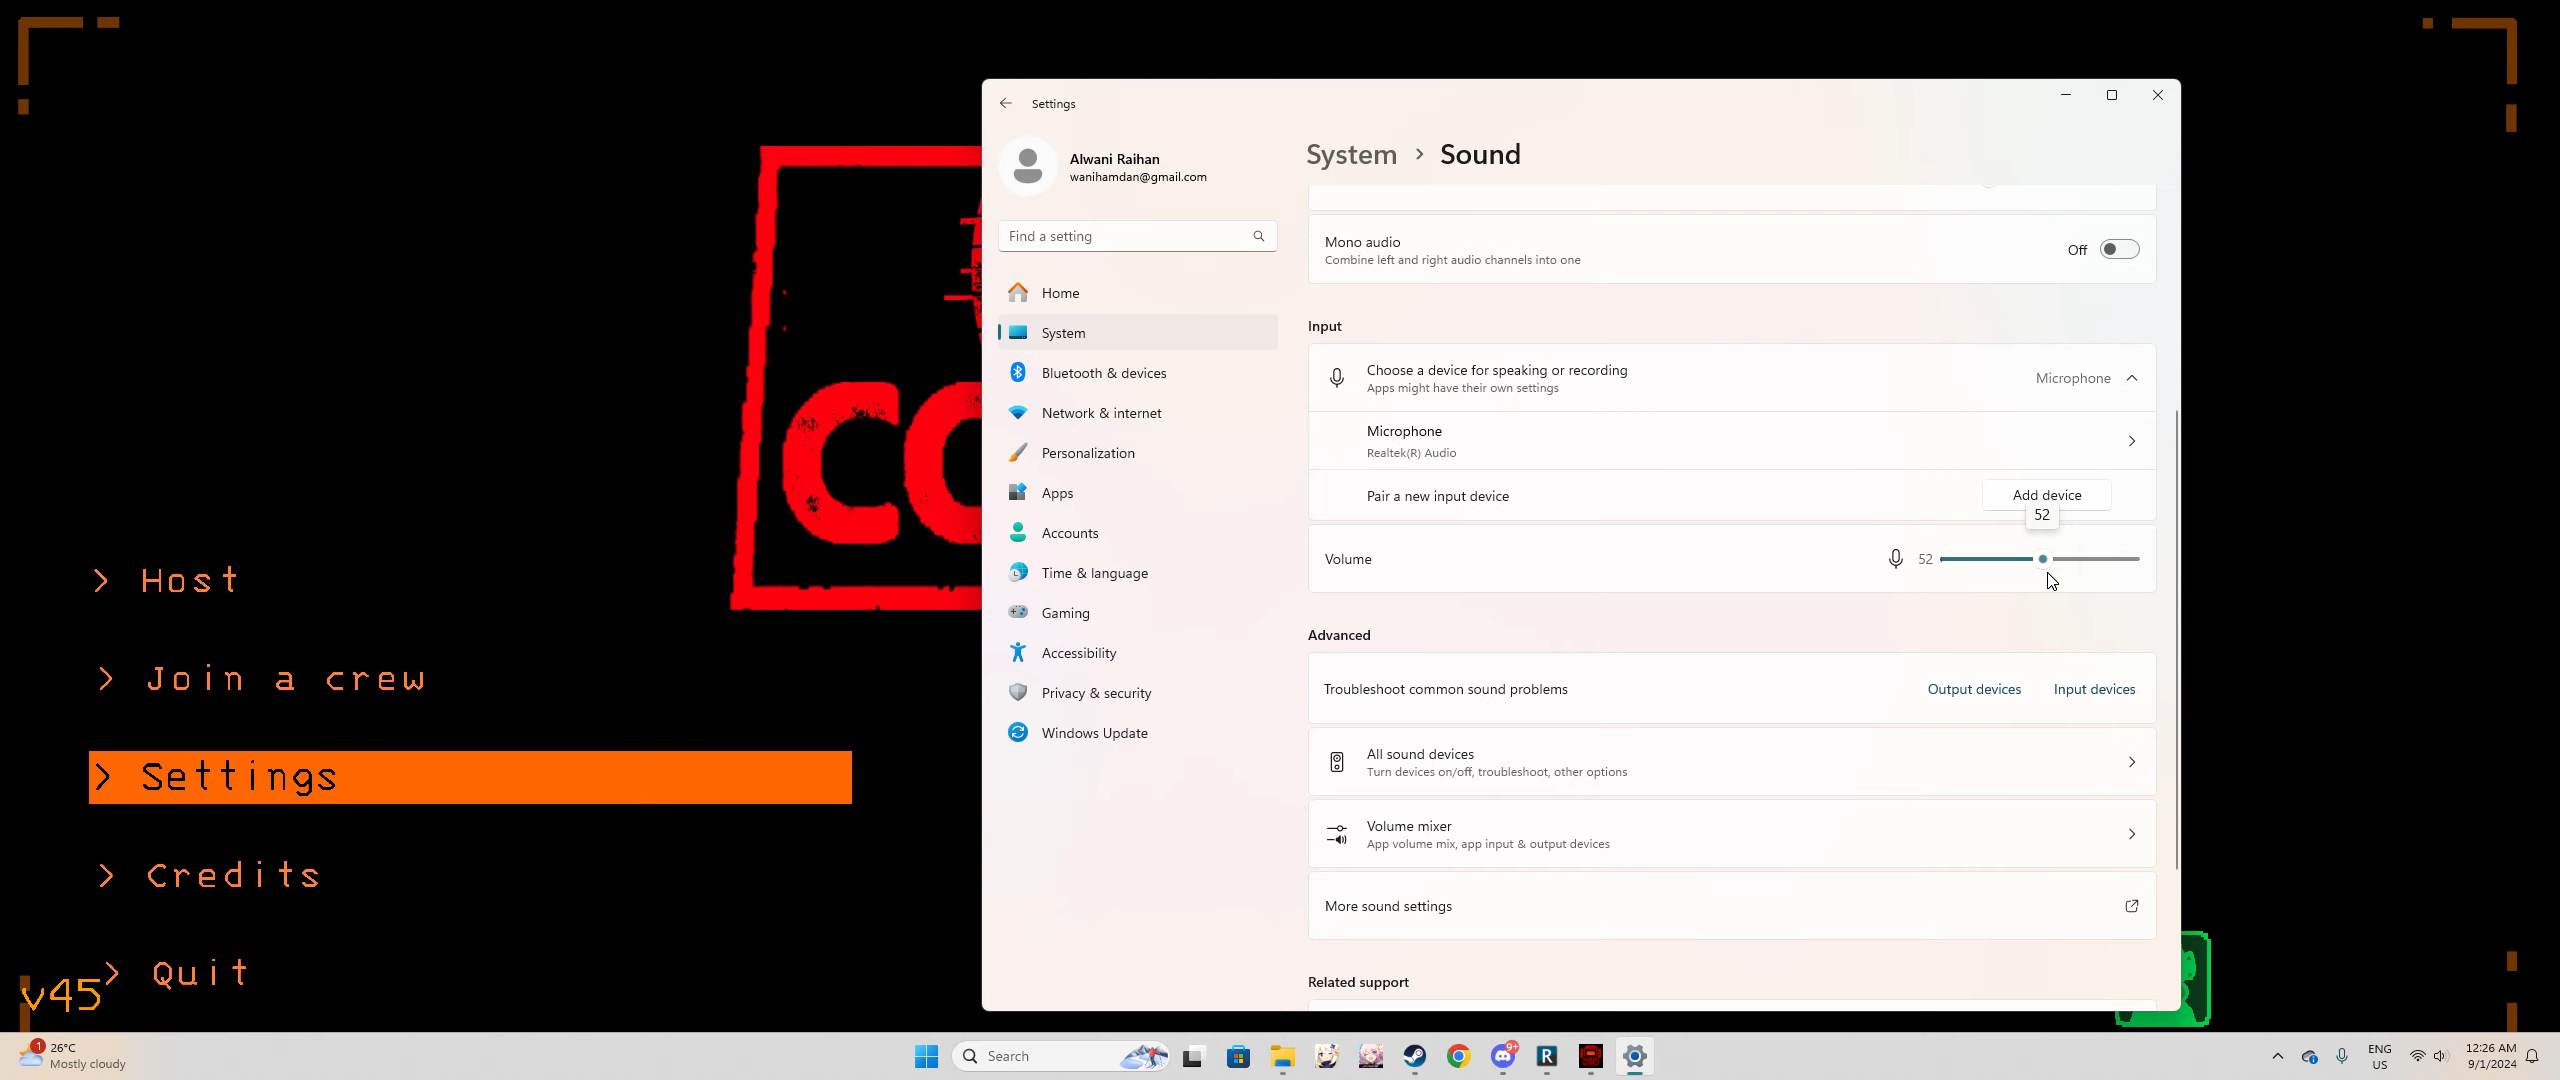 Settings
Alwani Raihan
wanihamdan@gmail.com
Find a setting
Home
System
Bluetooth & devices
Network & internet
Personalization
Apps
Accounts
Time & language
Gaming
Accessibility
Privacy & security
Windows Update
System > Sound
Mono audio
Combine left and right audio channels into one
Off
Input
Choose a device for speaking or recording
Apps might have their own settings
Microphone
Microphone
Realtek(R) Audio
Pair a new input device
Add device
52
Volume
52
Advanced
Troubleshoot common sound problems
Output devices
Input devices
All sound devices
Turn devices on/off, troubleshoot, other options
Volume mixer
App volume mix, app input & output devices
More sound settings
Related support
> Host
> Join a crew
> Settings
> Credits
> Quit
v45
1
26°C
Mostly cloudy
Search
9+
R
ENG
US
12:26 AM
9/1/2024